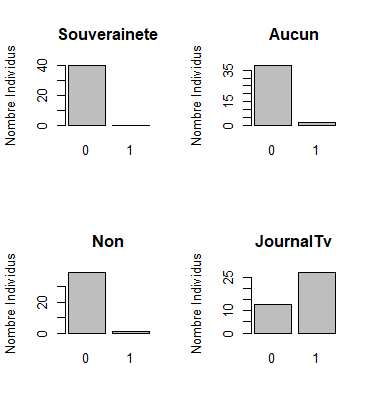 Souverainete
Nombre Individus
0 20 40
0 1
Aucun
Nombre Individus
0 15 35
0 1
Non
Nombre Individus
0 20
0 1
JournalTv
Nombre Individus
0 10 25
0 1